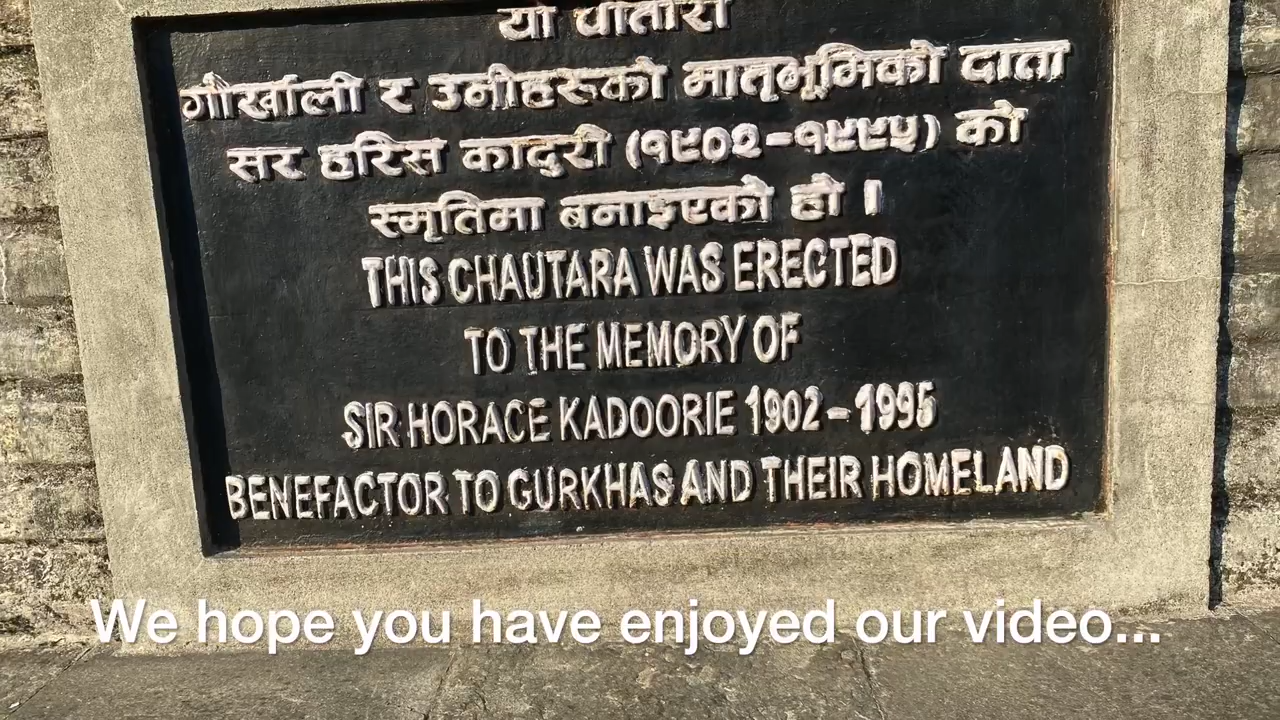 या चौतारी
गोर्खाली र उनीहरुको मातृभूमिको दाता
सर हरिस कादुरी (१९०२-१९९५) को
स्मृतिमा बनाइएको हो ।
THIS CHAUTARA WAS ERECTED
TO THE MEMORY OF
SIR HORACE KADOORIE 1902 - 1995
BENEFACTOR TO GURKHAS AND THEIR HOMELAND
We hope you have enjoyed our video...